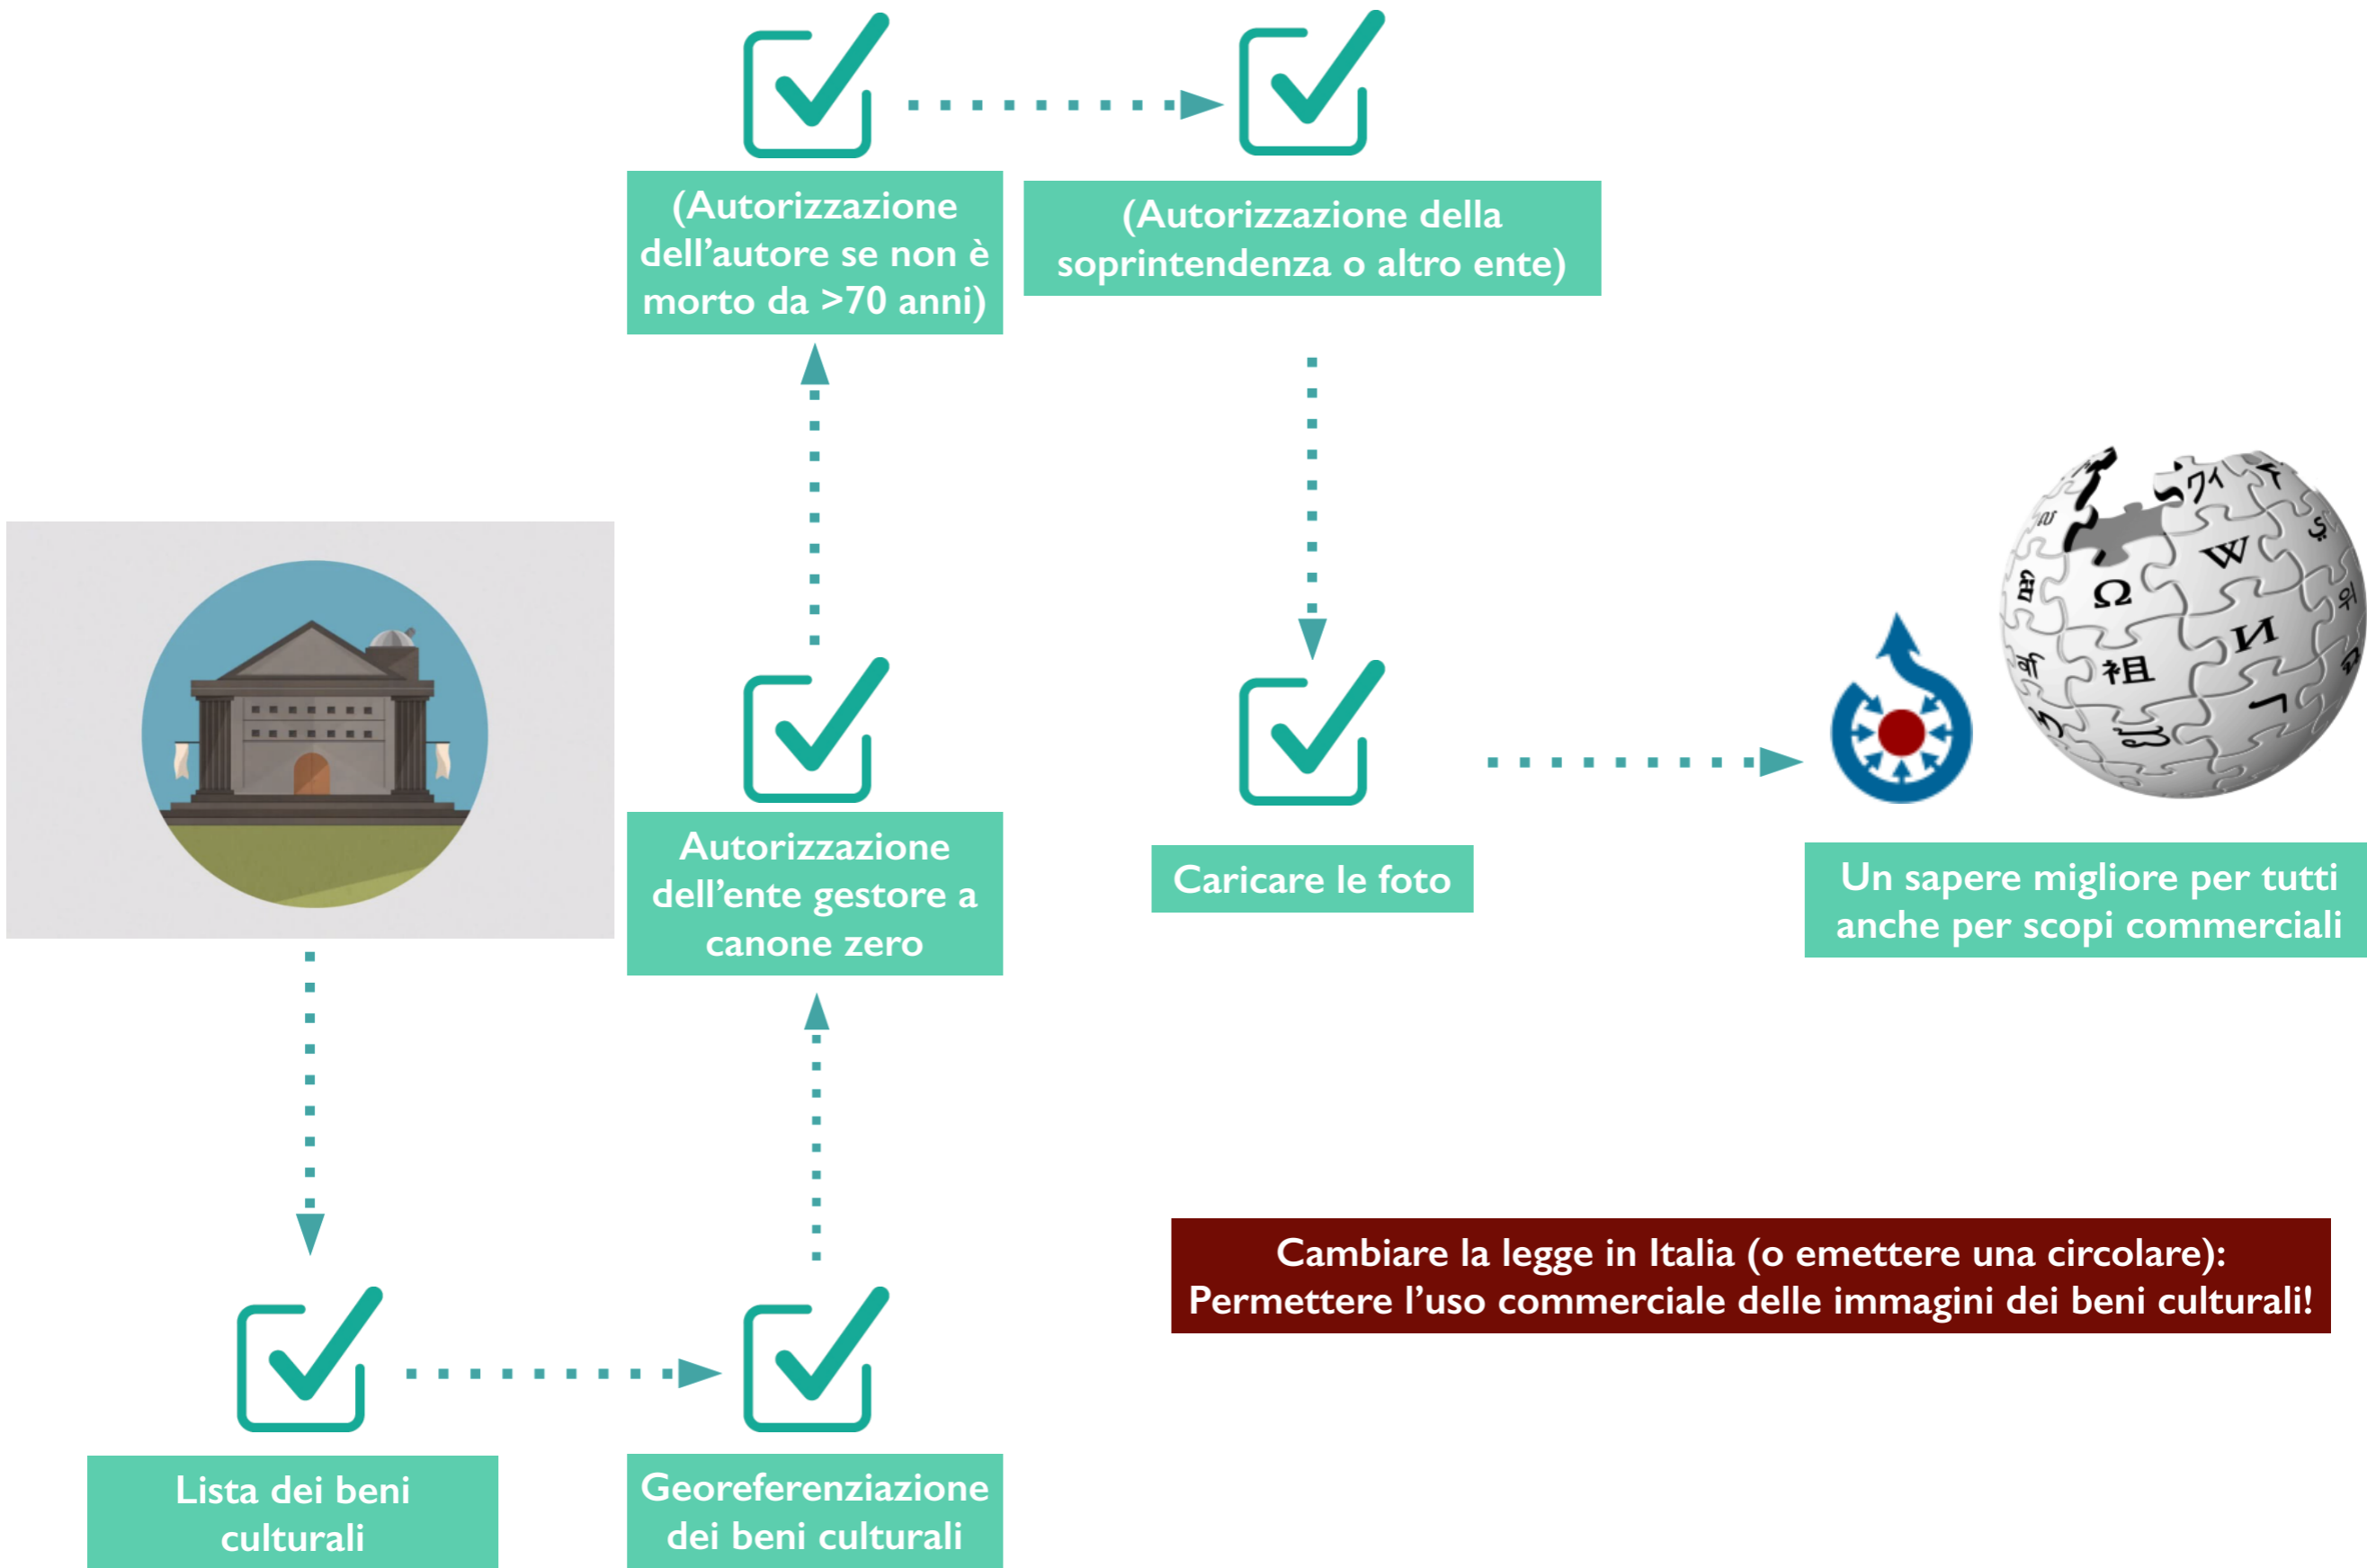 (Autorizzazione
dell’autore se non è
morto da >70 anni)
(Autorizzazione della
soprintendenza o altro ente)
Autorizzazione
dell’ente gestore a
canone zero
Caricare le foto
Un sapere migliore per tutti
anche per scopi commerciali
Ω
W
И
祖
Cambiare la legge in Italia (o emettere una circolare):
Permettere l’uso commerciale delle immagini dei beni culturali!
Lista dei beni
culturali
Georeferenziazione
dei beni culturali